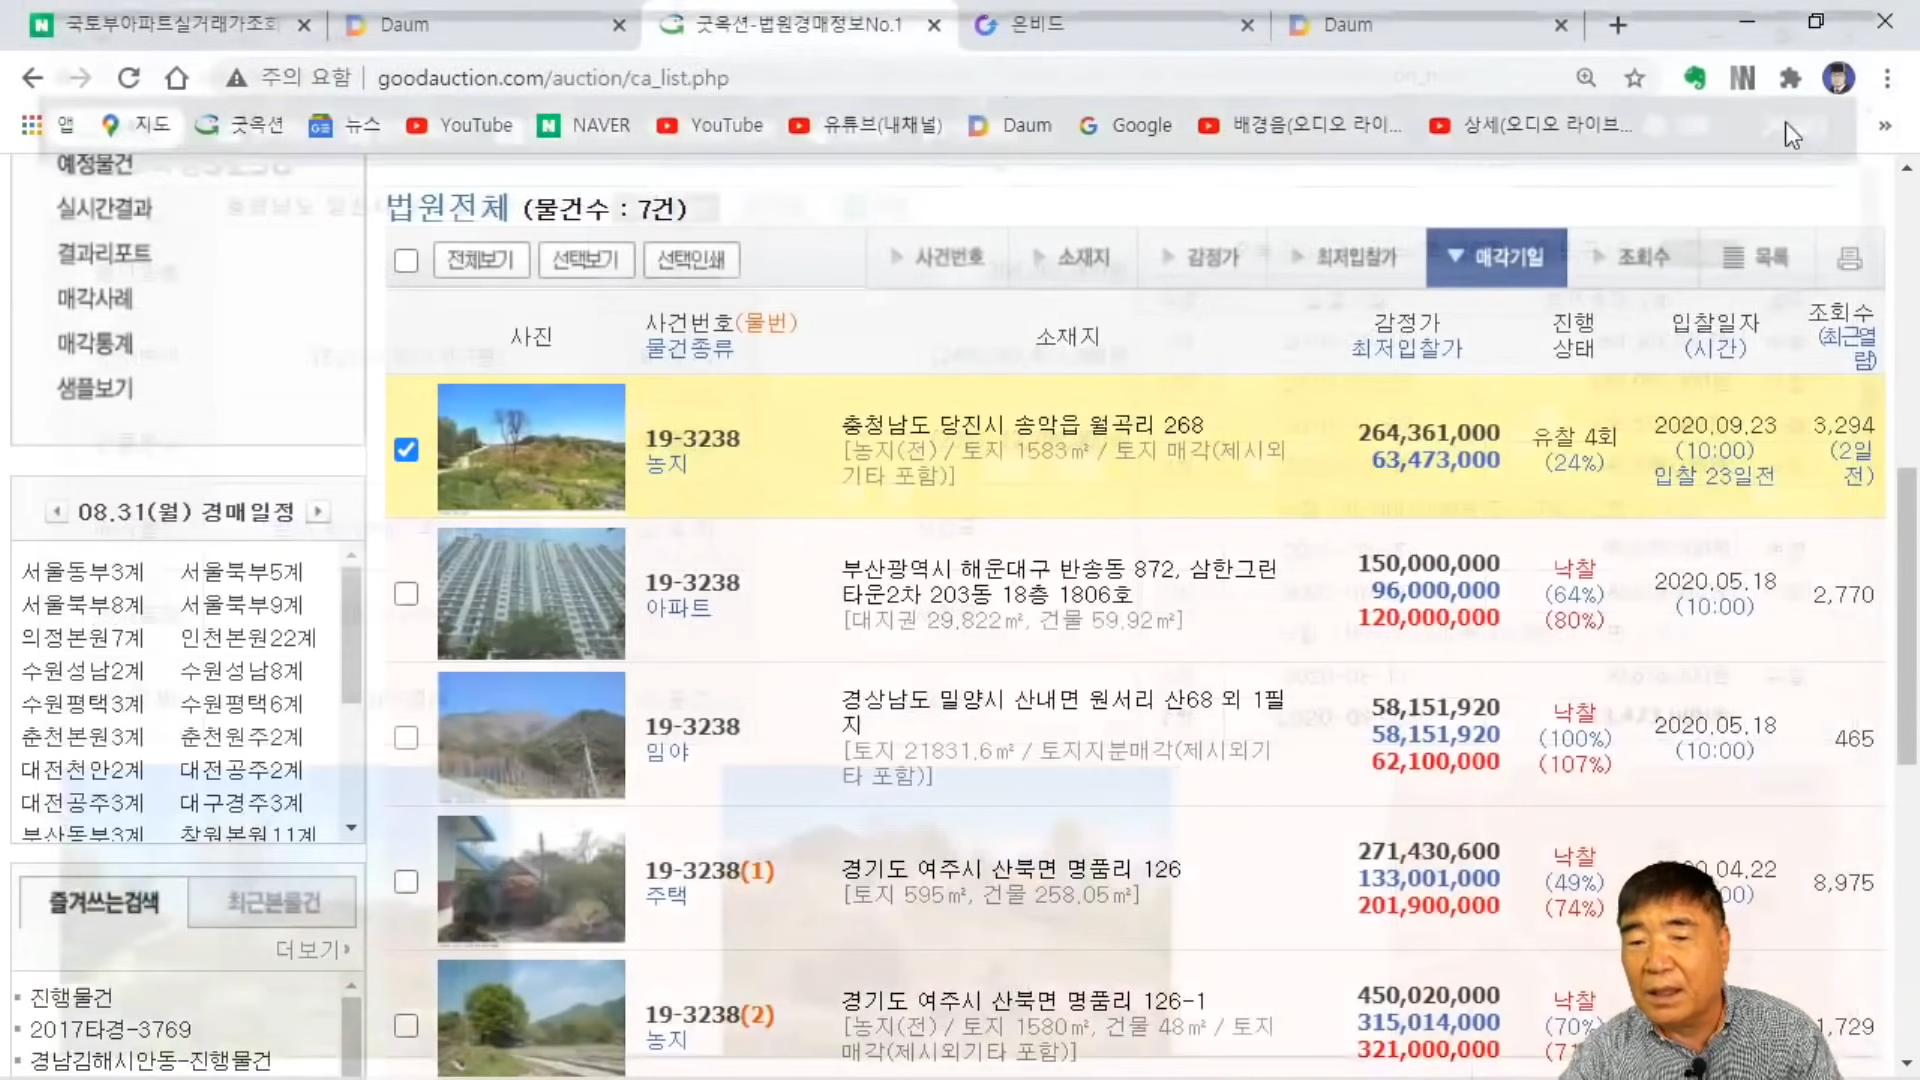 국토부아파트실거래가조회
Daum
굿옥션-법원경매정보No.1
온비드
Daum
주의 요함
goodauction.com/auction/ca_list.php
앱
지도
굿옥션
뉴스
YouTube
NAVER
YouTube
유튜브(내채널)
Daum
Google
배경음(오디오 라이...
상세(오디오 라이브...
예정물건
실시간결과
결과리포트
매각사례
매각통계
샘플보기
08.31(월) 경매일정
서울동부3계 서울북부5계
서울북부8계 서울북부9계
의정본원7계 인천본원22계
수원성남2계 수원성남8계
수원평택3계 수원평택6계
춘천본원3계 춘천원주2계
대전천안2계 대전공주2계
대전공주3계 대구경주3계
부산동부3계 창원본원11계
즐겨쓰는검색 최근본물건
더보기
진행물건
2017타경-3769
경남김해시안동-진행물건
법원전체 (물건수 : 7건)
전체보기 선택보기 선택인쇄
사건번호 소재지 감정가 최저입찰가 매각기일 조회수 목록
사진
사건번호(물번)
물건종류
소재지
감정가
최저입찰가
진행
상태
입찰일자
(시간)
조회수
(최근열
람)
19-3238
농지
충청남도 당진시 송악읍 월곡리 268
[농지(전) / 토지 1583㎡ / 토지 매각(제시외
기타 포함)]
264,361,000
63,473,000
유찰 4회
(24%)
2020.09.23
(10:00)
입찰 23일전
3,294
(2일
전)
19-3238
아파트
부산광역시 해운대구 반송동 872, 삼한그린
타운2차 203동 18층 1806호
[대지권 29.822㎡, 건물 59.92㎡]
150,000,000
96,000,000
120,000,000
낙찰
(64%)
(80%)
2020.05.18
(10:00)
2,770
19-3238
임야
경상남도 밀양시 산내면 원서리 산68 외 1필
지
[토지 21831.6㎡ / 토지지분매각(제시외기
타 포함)]
58,151,920
58,151,920
62,100,000
낙찰
(100%)
(107%)
2020.05.18
(10:00)
465
19-3238(1)
주택
경기도 여주시 산북면 명품리 126
[토지 595㎡, 건물 258.05㎡]
271,430,600
133,001,000
201,900,000
낙찰
(49%)
(74%)
.04.22
8,975
19-3238(2)
농지
경기도 여주시 산북면 명품리 126-1
[농지(전) / 토지 1580㎡, 건물 48㎡ / 토지
매각(제시외기타 포함)]
450,020,000
315,014,000
321,000,000
낙찰
(70%)
1,729